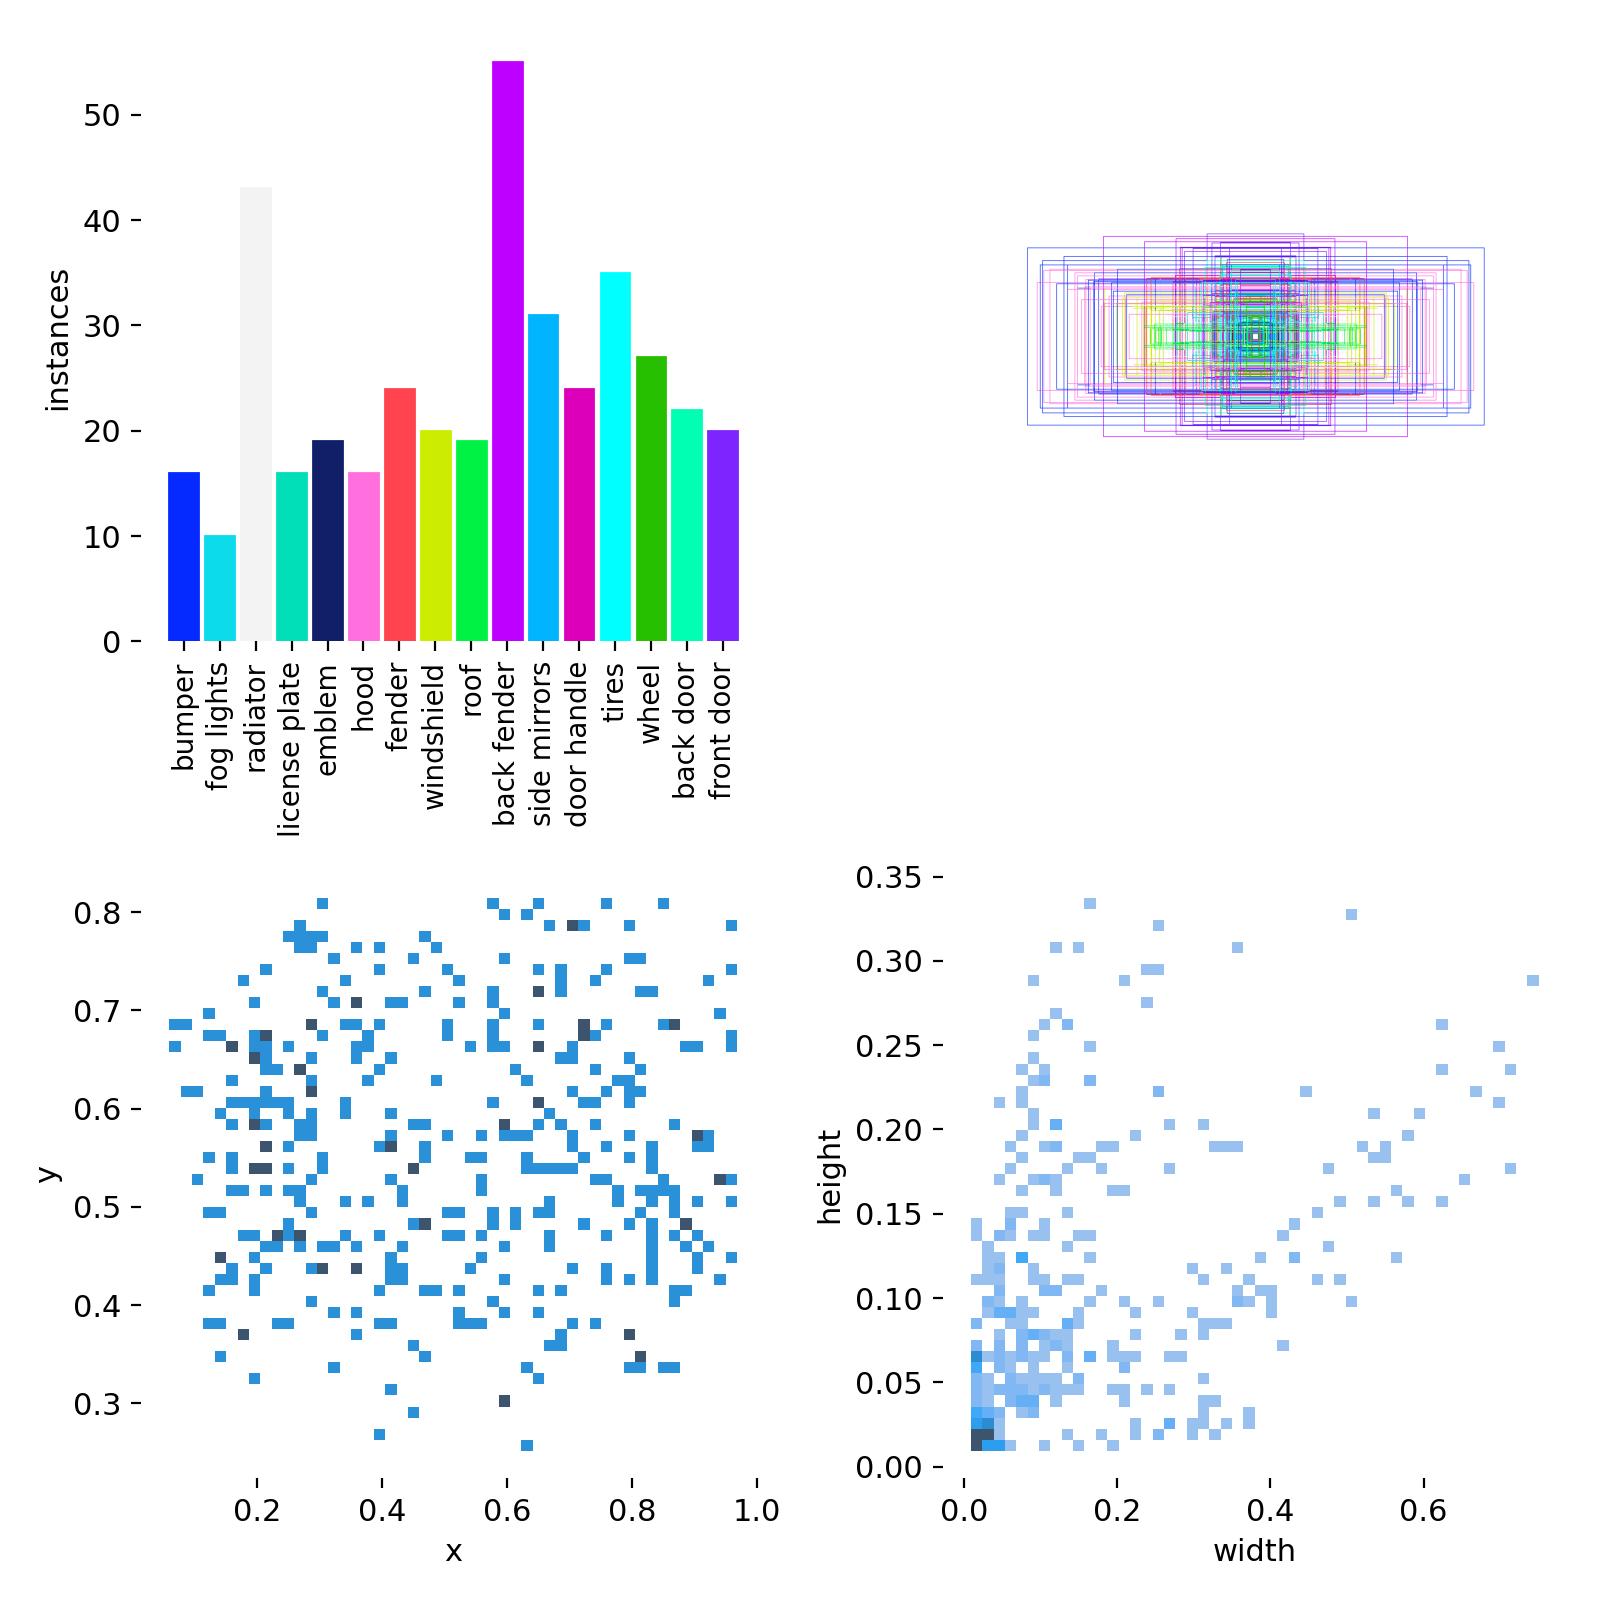 50
40
30
20
10
0
instances
bumper
fog lights
radiator
license plate
emblem
hood
fender
windshield
roof
back fender
side mirrors
door handle
tires
wheel
back door
front door
0.8
0.7
0.6
0.5
0.4
0.3
y
0.2 0.4 0.6 0.8 1.0
x
0.35
0.30
0.25
0.20
0.15
0.10
0.05
0.00
height
0.0 0.2 0.4 0.6
width